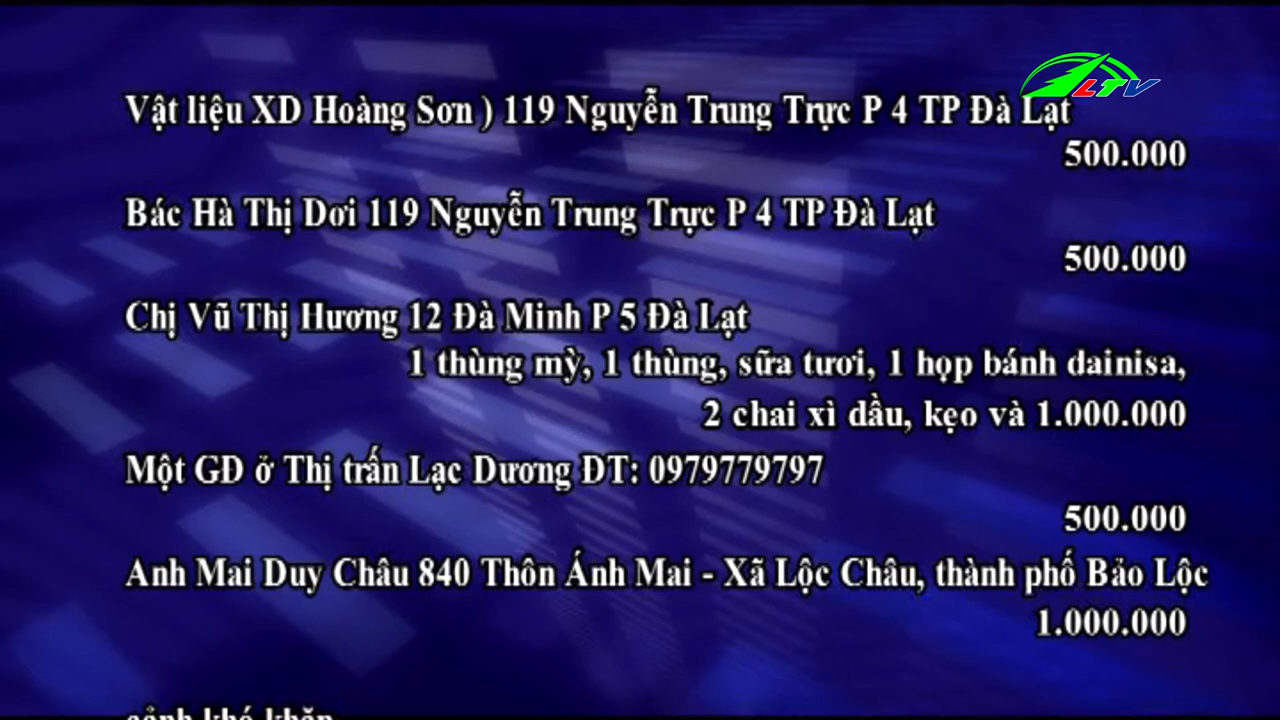 LTV
Vật liệu XD Hoàng Sơn ) 119 Nguyễn Trung Trực P 4 TP Đà Lạt
500.000
Bác Hà Thị Dơi 119 Nguyễn Trung Trực P 4 TP Đà Lạt
500.000
Chị Vũ Thị Hương 12 Đà Minh P 5 Đà Lạt
1 thùng mỳ, 1 thùng, sữa tươi, 1 họp bánh dainisa,
2 chai xì dầu, kẹo và 1.000.000
Một GĐ ở Thị trấn Lạc Dương ĐT: 0979779797
500.000
Anh Mai Duy Châu 840 Thôn Ánh Mai - Xã Lộc Châu, thành phố Bảo Lộc
1.000.000
cảnh khó khăn